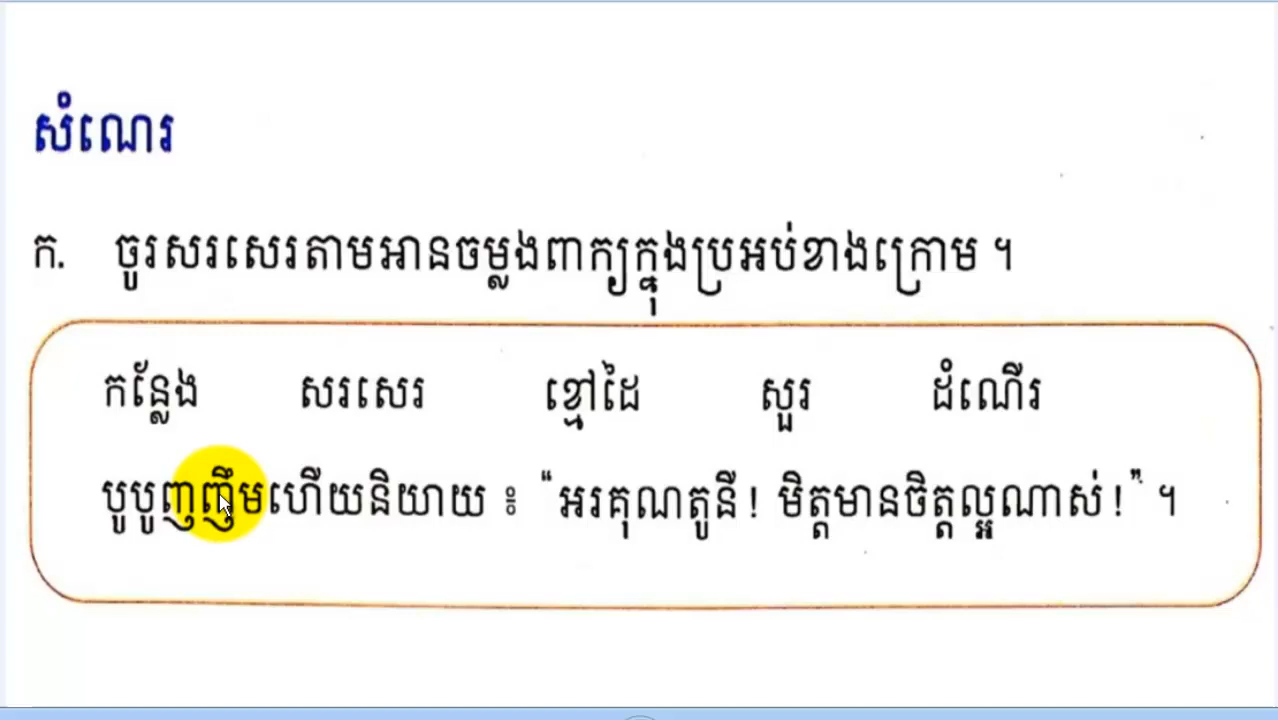 សំណេរ
ក. ចូរសរសេរតាមអានចម្លងពាក្យក្នុងប្រអប់ខាងក្រោម ។
កន្លែង សរសេរ ខ្មៅដៃ សួរ ដំណើរ
បូបូញញឹមហើយនិយាយ ៖ “អរគុណតូនី! មិត្តមានចិត្តល្អណាស់!” ។